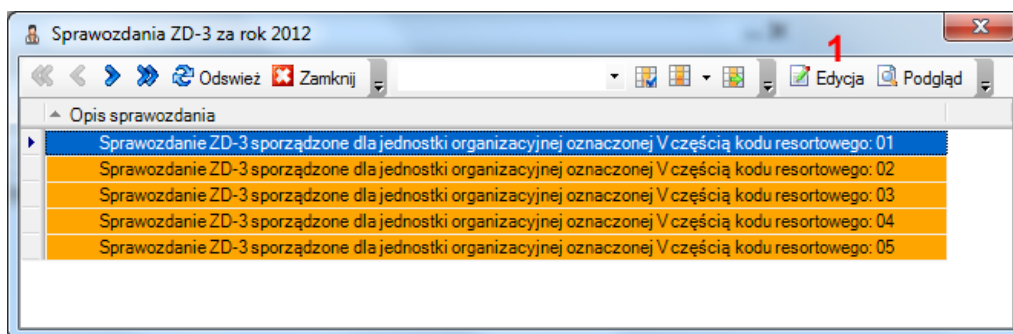 Sprawozdania ZD-3 za rok 2012
1
Odswież Zamknij Edycja Podgląd
Opis sprawozdania
Sprawozdanie ZD-3 sporządzone dla jednostki organizacyjnej oznaczonej V częścią kodu resortowego: 01
Sprawozdanie ZD-3 sporządzone dla jednostki organizacyjnej oznaczonej V częścią kodu resortowego: 02
Sprawozdanie ZD-3 sporządzone dla jednostki organizacyjnej oznaczonej V częścią kodu resortowego: 03
Sprawozdanie ZD-3 sporządzone dla jednostki organizacyjnej oznaczonej V częścią kodu resortowego: 04
Sprawozdanie ZD-3 sporządzone dla jednostki organizacyjnej oznaczonej V częścią kodu resortowego: 05